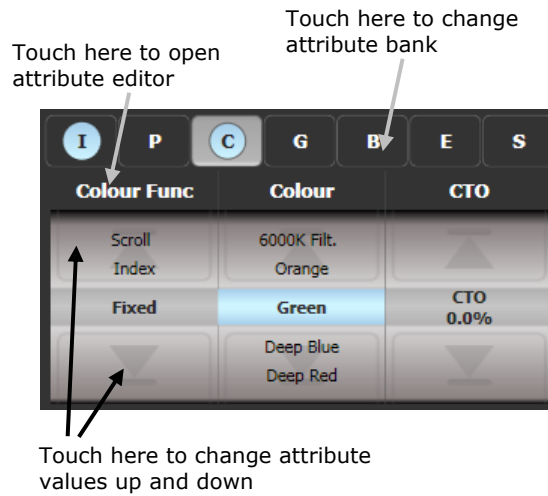 Touch here to change
attribute bank
Touch here to open
attribute editor
I P C G B E S
Colour Func Colour CTO
Scroll 6000K Filt.
Index Orange
Fixed Green CTO
0.0%
Deep Blue
Deep Red
Touch here to change attribute
values up and down